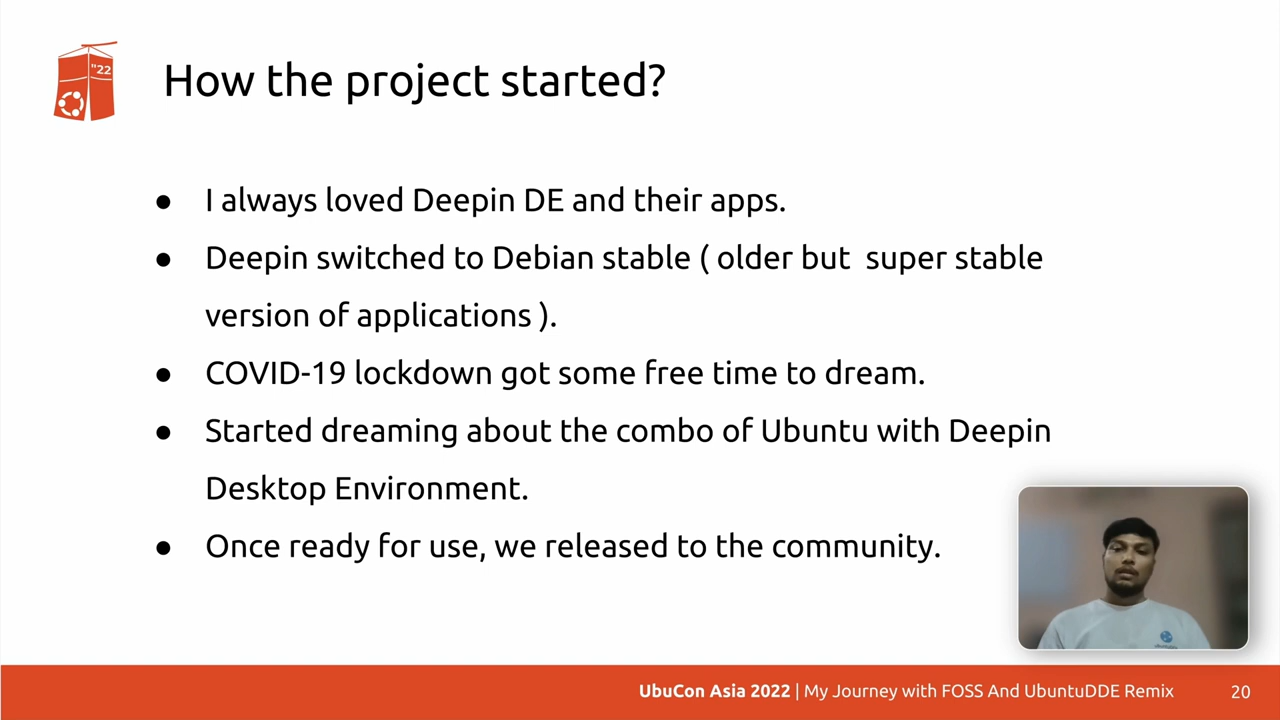 "22
How the project started?
● I always loved Deepin DE and their apps.
● Deepin switched to Debian stable ( older but  super stable
version of applications ).
● COVID-19 lockdown got some free time to dream.
● Started dreaming about the combo of Ubuntu with Deepin
Desktop Environment.
● Once ready for use, we released to the community.
UbuCon Asia 2022 | My Journey with FOSS And UbuntuDDE Remix 20